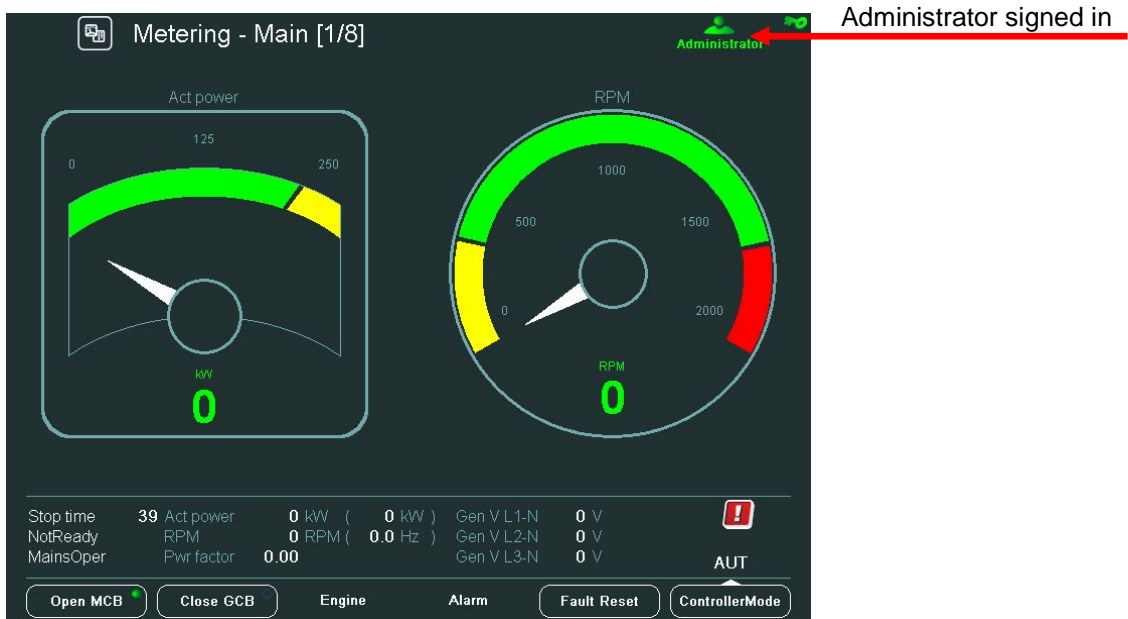 Administrator signed in
Metering - Main [1/8]
Administrator
Act power
0
125
250
kW
0
RPM
0
500
1000
1500
2000
RPM
0
Stop time 39 Act power 0 kW ( 0 kW ) Gen V L1-N 0 V
NotReady RPM 0 RPM ( 0.0 Hz ) Gen V L2-N 0 V
MainsOper Pwr factor 0.00 Gen V L3-N 0 V
!
AUT
Open MCB Close GCB Engine Alarm Fault Reset ControllerMode